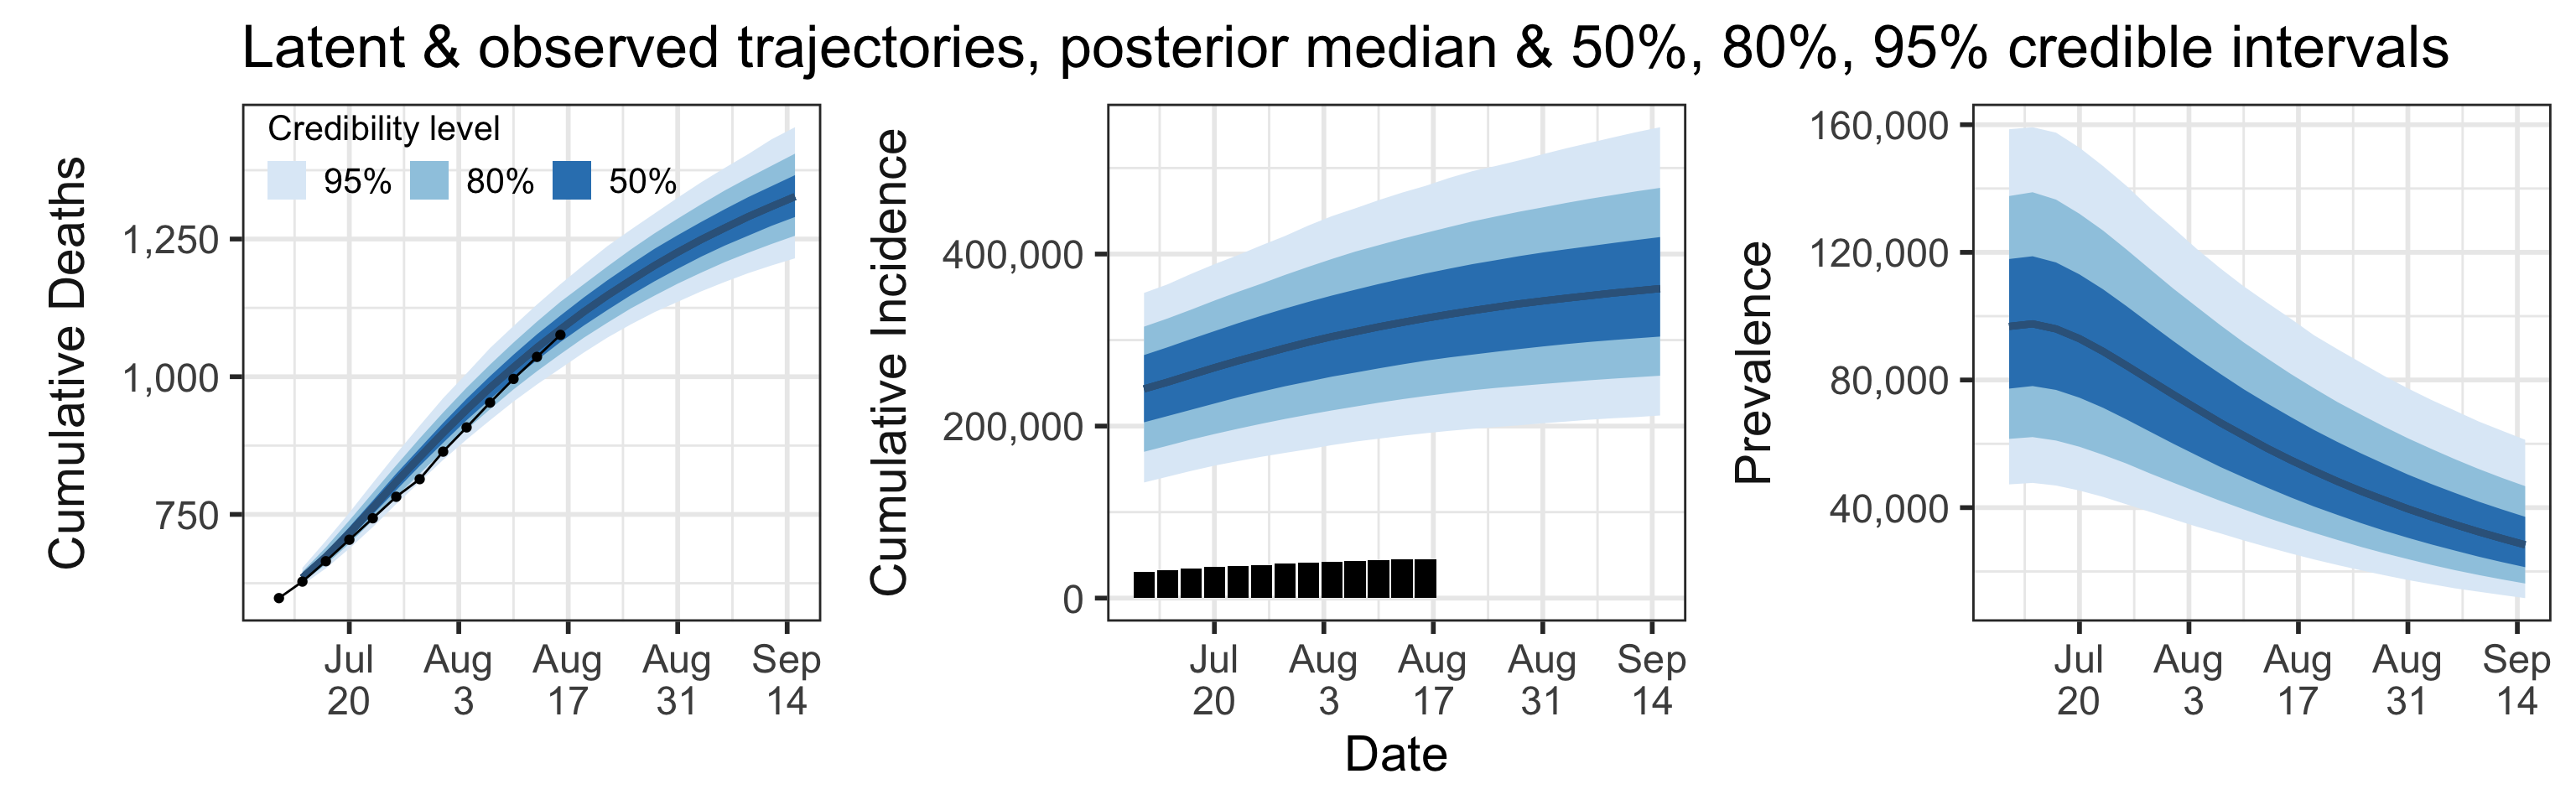 Latent & observed trajectories, posterior median & 50%, 80%, 95% credible intervals
Cumulative Deaths
Credibility level
95% 80% 50%
1,250
1,000
750
Jul 20
Aug 3
Aug 17
Aug 31
Sep 14
Cumulative Incidence
400,000
200,000
0
Jul 20
Aug 3
Aug 17
Aug 31
Sep 14
Prevalence
160,000
120,000
80,000
40,000
Jul 20
Aug 3
Aug 17
Aug 31
Sep 14
Date